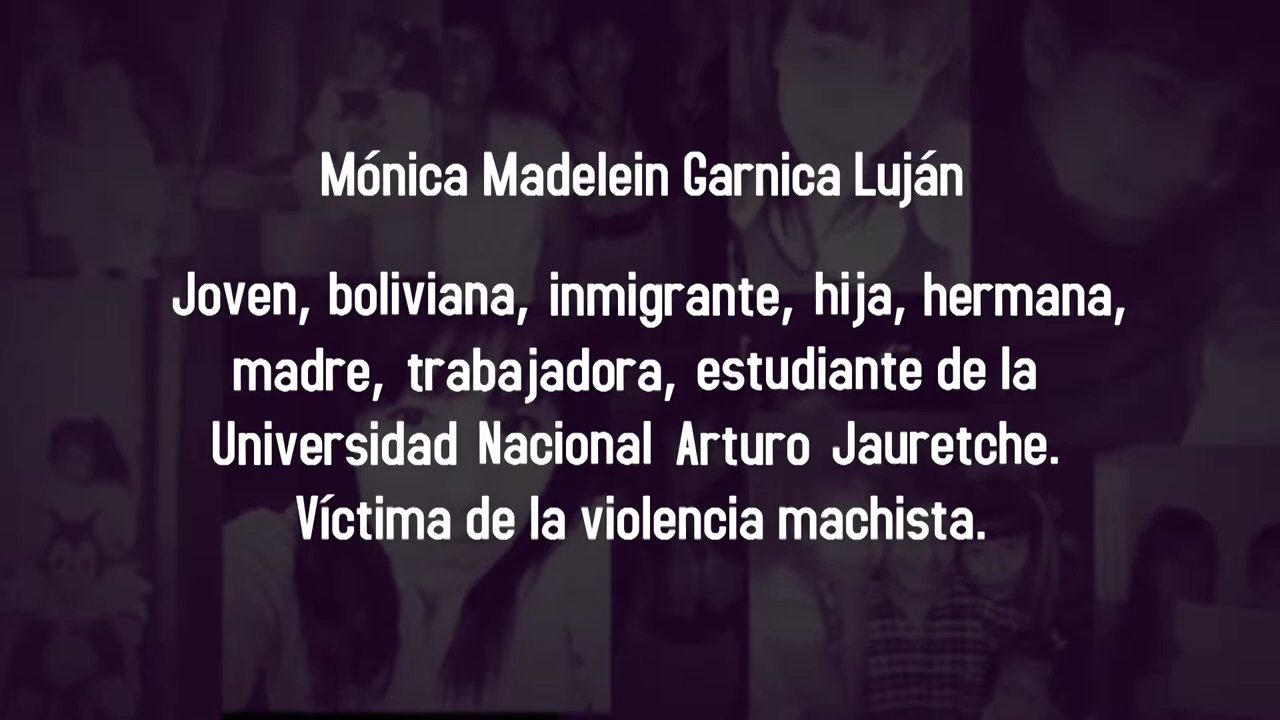 Mónica Madelein Garnica Luján
Joven, boliviana, inmigrante, hija, hermana,
madre, trabajadora, estudiante de la
Universidad Nacional Arturo Jauretche.
Víctima de la violencia machista.